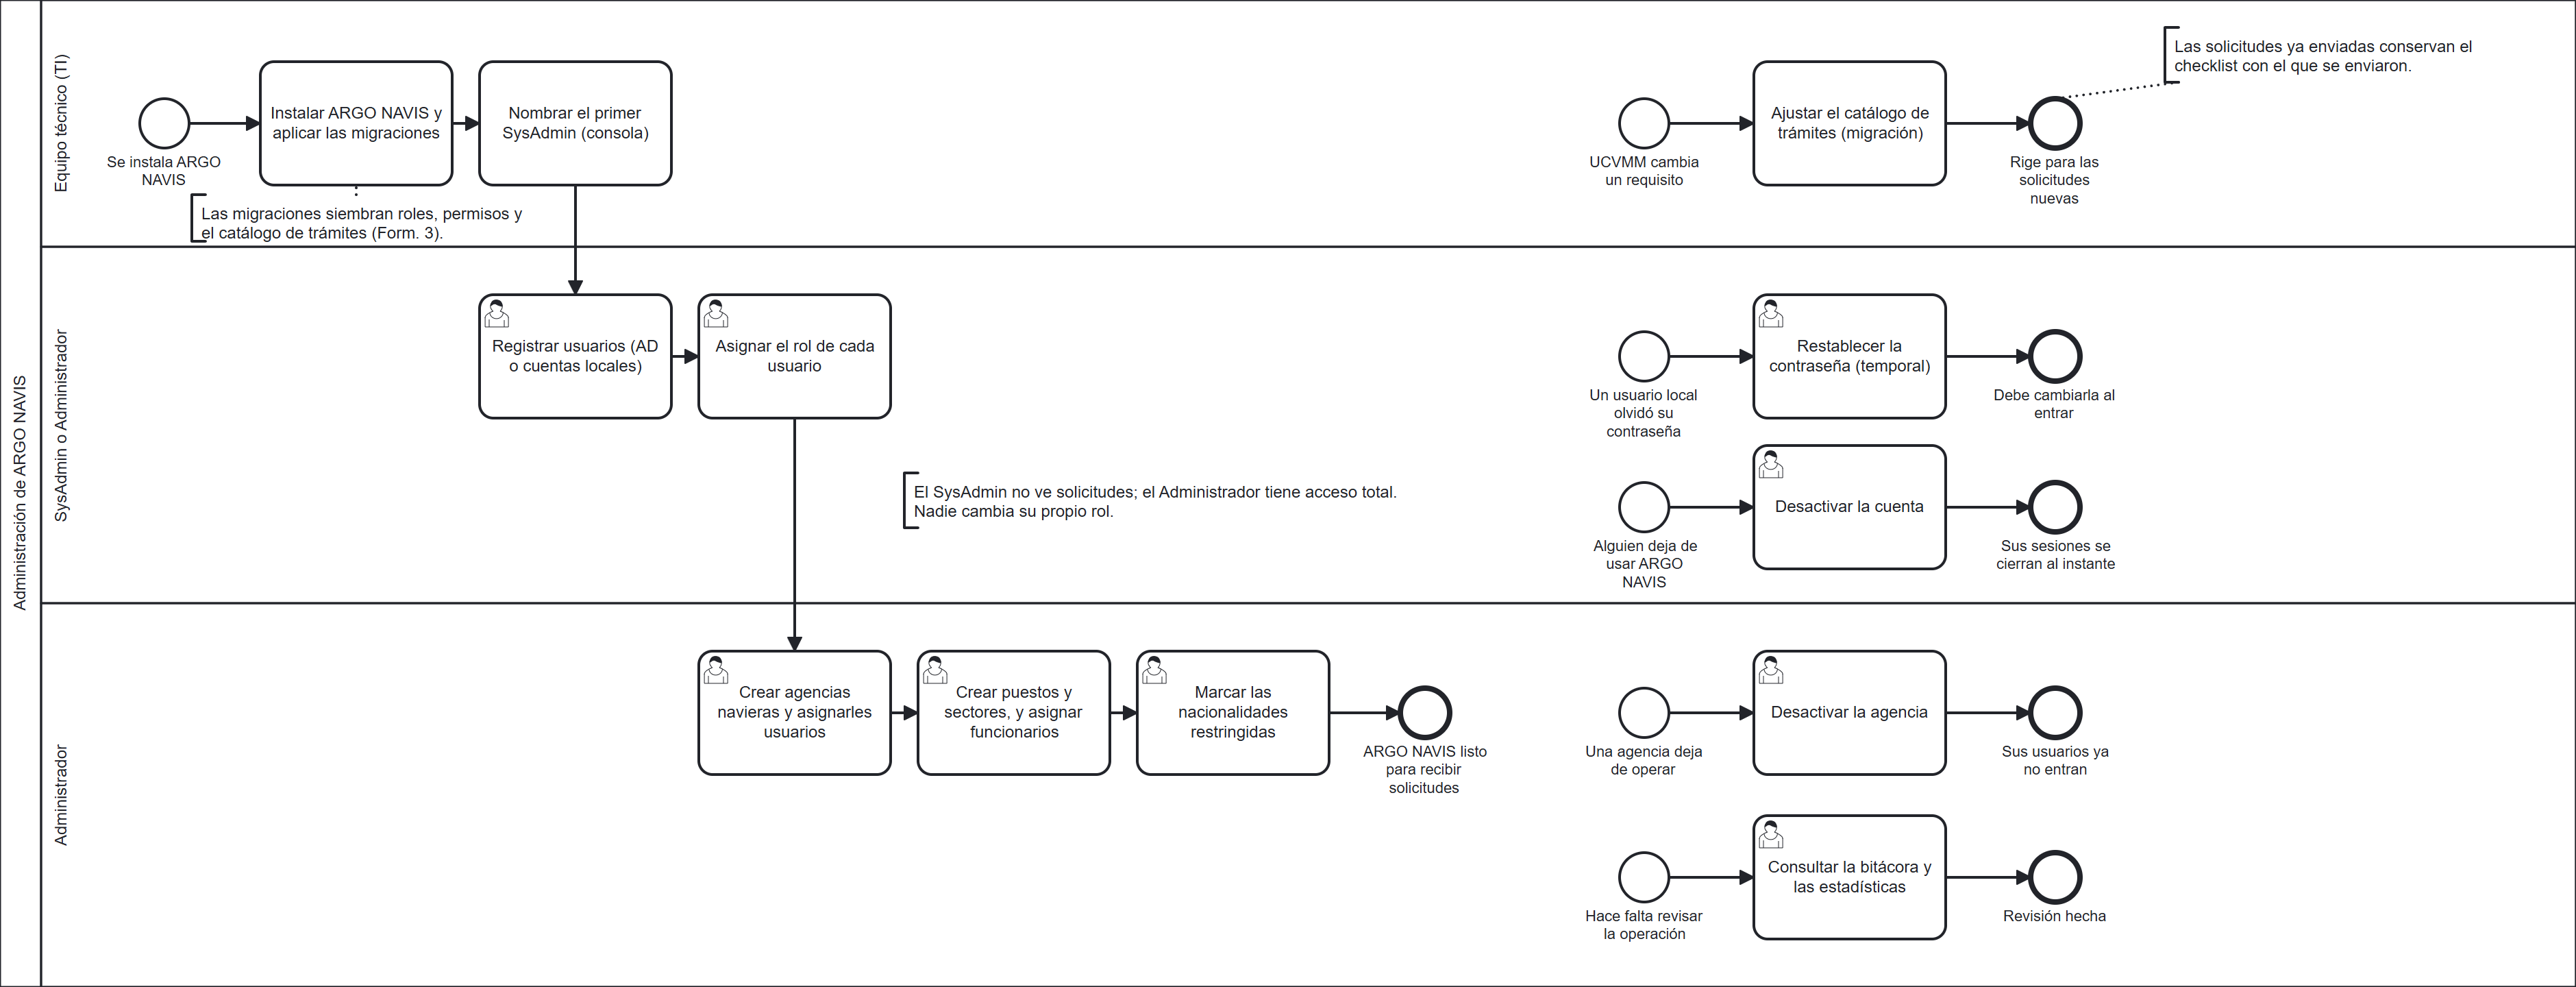 Administración de ARGO NAVIS
Equipo técnico (TI)
Se instala ARGO
NAVIS
Instalar ARGO NAVIS y
aplicar las migraciones
Nombrar el primer
SysAdmin (consola)
Las migraciones siembran roles, permisos y
el catálogo de trámites (Form. 3).
UCVMM cambia
un requisito
Ajustar el catálogo de
trámites (migración)
Rige para las
solicitudes
nuevas
Las solicitudes ya enviadas conservan el
checklist con el que se enviaron.
SysAdmin o Administrador
Registrar usuarios (AD
o cuentas locales)
Asignar el rol de cada
usuario
El SysAdmin no ve solicitudes; el Administrador tiene acceso total.
Nadie cambia su propio rol.
Un usuario local
olvidó su
contraseña
Restablecer la
contraseña (temporal)
Debe cambiarla al
entrar
Alguien deja de
usar ARGO
NAVIS
Desactivar la cuenta
Sus sesiones se
cierran al instante
Administrador
Crear agencias
navieras y asignarles
usuarios
Crear puestos y
sectores, y asignar
funcionarios
Marcar las
nacionalidades
restringidas
ARGO NAVIS listo
para recibir
solicitudes
Una agencia deja
de operar
Desactivar la agencia
Sus usuarios ya
no entran
Hace falta revisar
la operación
Consultar la bitácora y
las estadísticas
Revisión hecha